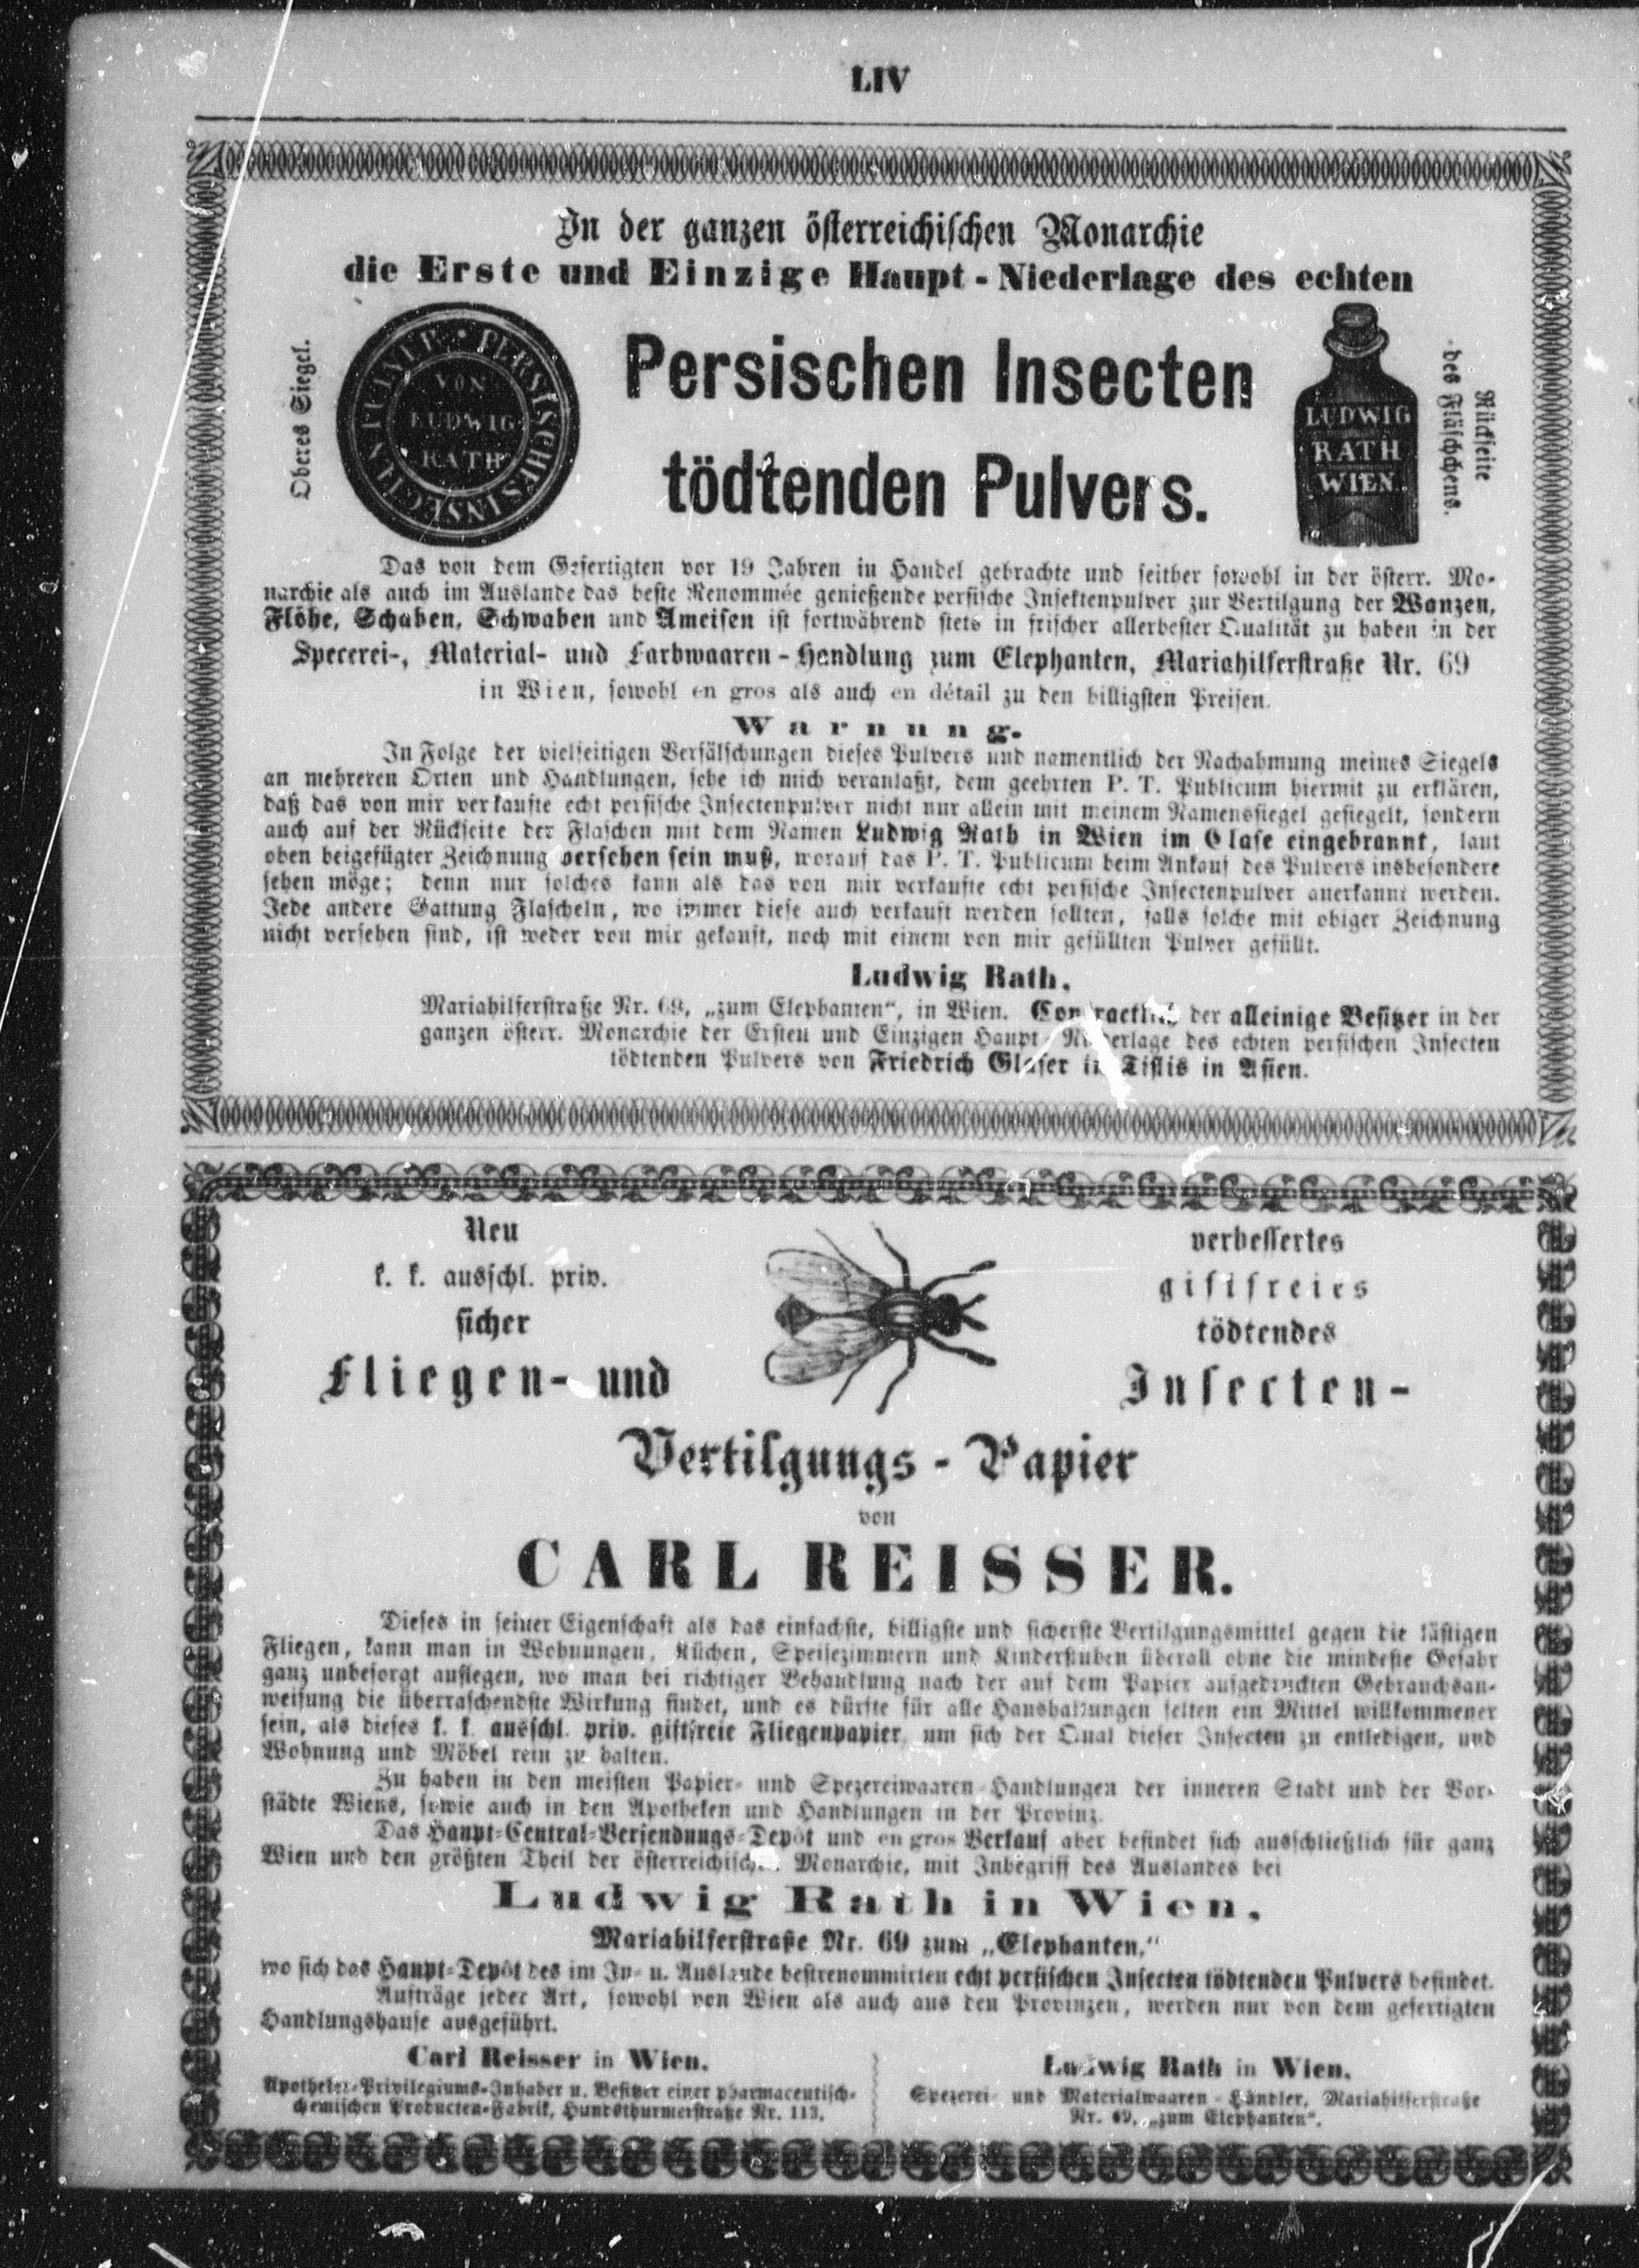 LIV
In der ganzen österreichischen Monarchie
die Erste und Einzige Haupt-Niederlage des echten
Oberes Siegel.
FEINER PERSISCHES INSECTEN
VON
LUDWIG
RATH
Persischen Insecten
tödtenden Pulvers.
LUDWIG
RATH
WIEN
Rückseite
des Fläschchens.
Das von dem Gefertigten vor 19 Jahren in Handel gebrachte und seither sowohl in der österr. Mo-
narchie als auch im Auslande das beste Renommée genießende persische Insektenpulver zur Vertilgung der Wanzen,
Flöhe, Schaben, Schwaben und Ameisen ist fortwährend stets in frischer allerbester Qualität zu haben in der
Specerei-, Material- und Farbwaaren-Handlung zum Elephanten, Mariahilferstraße Nr. 69
in Wien, sowohl en gros als auch en détail zu den billigsten Preisen.
Warnung.
In Folge der vielseitigen Verfälschungen dieses Pulvers und namentlich der Nachahmung meines Siegels
an mehreren Orten und Handlungen, sehe ich mich veranlaßt, dem geehrten P. T. Publicum hiermit zu erklären,
daß das von mir verkaufte echt persische Insectenpulver nicht nur allein mit meinem Namenssiegel gesiegelt, sondern
auch auf der Rückseite der Flaschen mit dem Namen Ludwig Rath in Wien im Glase eingebrannt, laut
oben beigefügter Zeichnung versehen sein muß, worauf das P. T. Publicum beim Ankauf des Pulvers insbesondere
sehen möge; denn nur solches kann als das von mir verkaufte echt persische Insectenpulver anerkannt werden.
Jede andere Gattung Flascheln, wo immer diese auch verkauft werden sollten, falls solche mit obiger Zeichnung
nicht versehen sind, ist weder von mir gekauft, noch mit einem von mir gefüllten Pulver gefüllt.
Ludwig Rath,
Mariahilferstraße Nr. 69, „zum Elephanten“, in Wien. Contractlich der alleinige Besitzer in der
ganzen österr. Monarchie der Ersten und Einzigen Haupt-Niederlage des echten persischen Insecten
tödtenden Pulvers von Friedrich Glaser in Tiflis in Asien.
Neu verbessertes
k. k. ausschl. priv. giftfreies
sicher tödtendes
Fliegen- und Insecten-
Vertilgungs-Papier
von
CARL REISSER.
Dieses in seiner Eigenschaft als das einfachste, billigste und sicherste Vertilgungsmittel gegen die lästigen
Fliegen, kann man in Wohnungen, Küchen, Speisezimmern und Kinderstuben überall ohne die mindeste Gefahr
ganz unbesorgt auflegen, wo man bei richtiger Behandlung nach der auf dem Papier aufgedruckten Gebrauchsan-
weisung die überraschendste Wirkung findet, und es dürfte für alle Haushaltungen selten ein Mittel willkommener
sein, als dieses k. k. ausschl. priv. giftfreie Fliegenpapier, um sich der Qual dieser Insecten zu entledigen, und
Wohnung und Möbel rein zu halten.
Zu haben in den meisten Papier- und Spezereiwaaren-Handlungen der inneren Stadt und der Vor-
städte Wiens, sowie auch in den Apotheken und Handlungen in der Provinz.
Das Haupt-Central-Versendungs-Depôt und en gros Verkauf aber befindet sich ausschließlich für ganz
Wien und den größten Theil der österreichischen Monarchie, mit Inbegriff des Auslandes bei
Ludwig Rath in Wien,
Mariahilferstraße Nr. 69 zum „Elephanten,“
wo sich das Haupt-Depôt des im In- u. Auslande bestrenommirten echt persischen Insecten tödtenden Pulvers befindet.
Aufträge jeder Art, sowohl von Wien als auch aus den Provinzen, werden nur von dem gefertigten
Handlungshause ausgeführt.
Carl Reisser in Wien.
Apotheker-Privilegiums-Inhaber u. Besitzer einer pharmaceutisch-
chemischen Producten-Fabrik, Hundsthurmerstraße Nr. 113.
Ludwig Rath in Wien.
Spezerei- und Materialwaaren-Händler, Mariahilferstraße
Nr. 69, „zum Elephanten“.